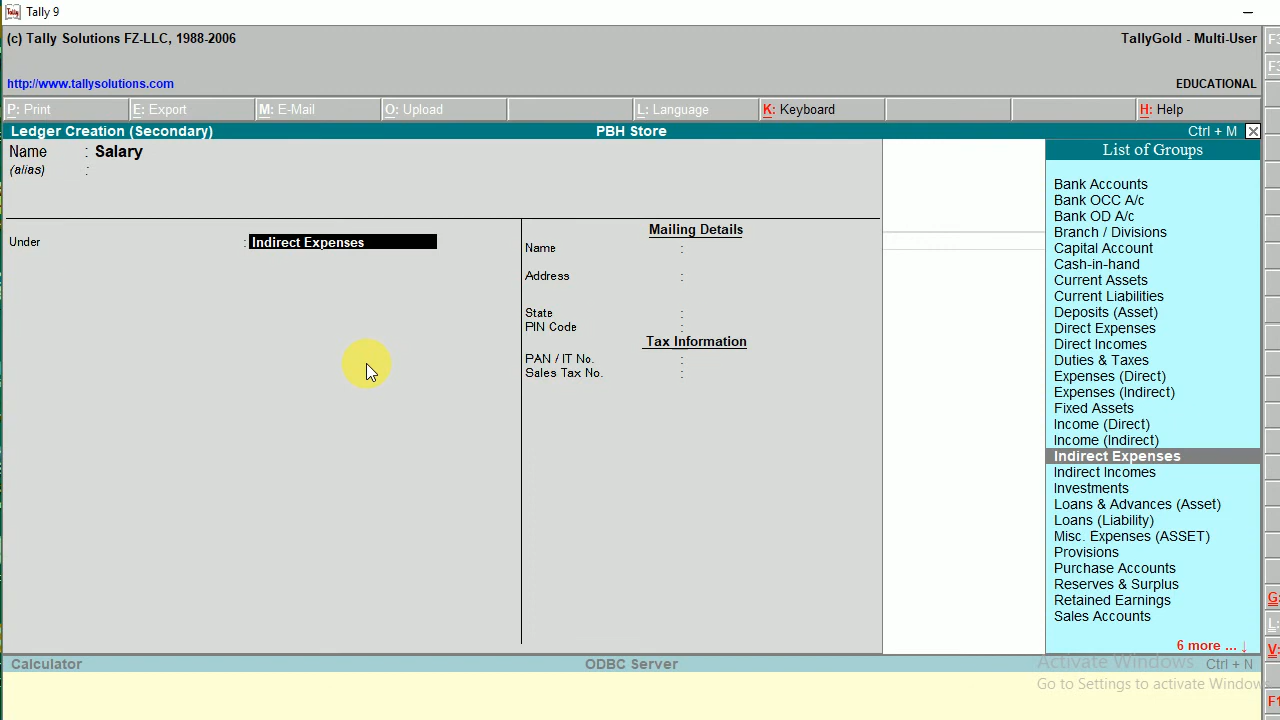 Tally 9
(c) Tally Solutions FZ-LLC, 1988-2006
TallyGold - Multi-User
http://www.tallysolutions.com
EDUCATIONAL
P: Print
E: Export
M: E-Mail
O: Upload
L: Language
K: Keyboard
H: Help
Ledger Creation (Secondary)
PBH Store
Ctrl + M
Name : Salary
(alias) :
Under : Indirect Expenses
Mailing Details
Name :
Address :
State :
PIN Code :
Tax Information
PAN / IT No. :
Sales Tax No. :
List of Groups
Bank Accounts
Bank OCC A/c
Bank OD A/c
Branch / Divisions
Capital Account
Cash-in-hand
Current Assets
Current Liabilities
Deposits (Asset)
Direct Expenses
Direct Incomes
Duties & Taxes
Expenses (Direct)
Expenses (Indirect)
Fixed Assets
Income (Direct)
Income (Indirect)
Indirect Expenses
Indirect Incomes
Investments
Loans & Advances (Asset)
Loans (Liability)
Misc. Expenses (ASSET)
Provisions
Purchase Accounts
Reserves & Surplus
Retained Earnings
Sales Accounts
6 more ... ↓
G:
L:
V:
F1
Calculator
ODBC Server
Ctrl + N
Activate Windows
Go to Settings to activate Windows